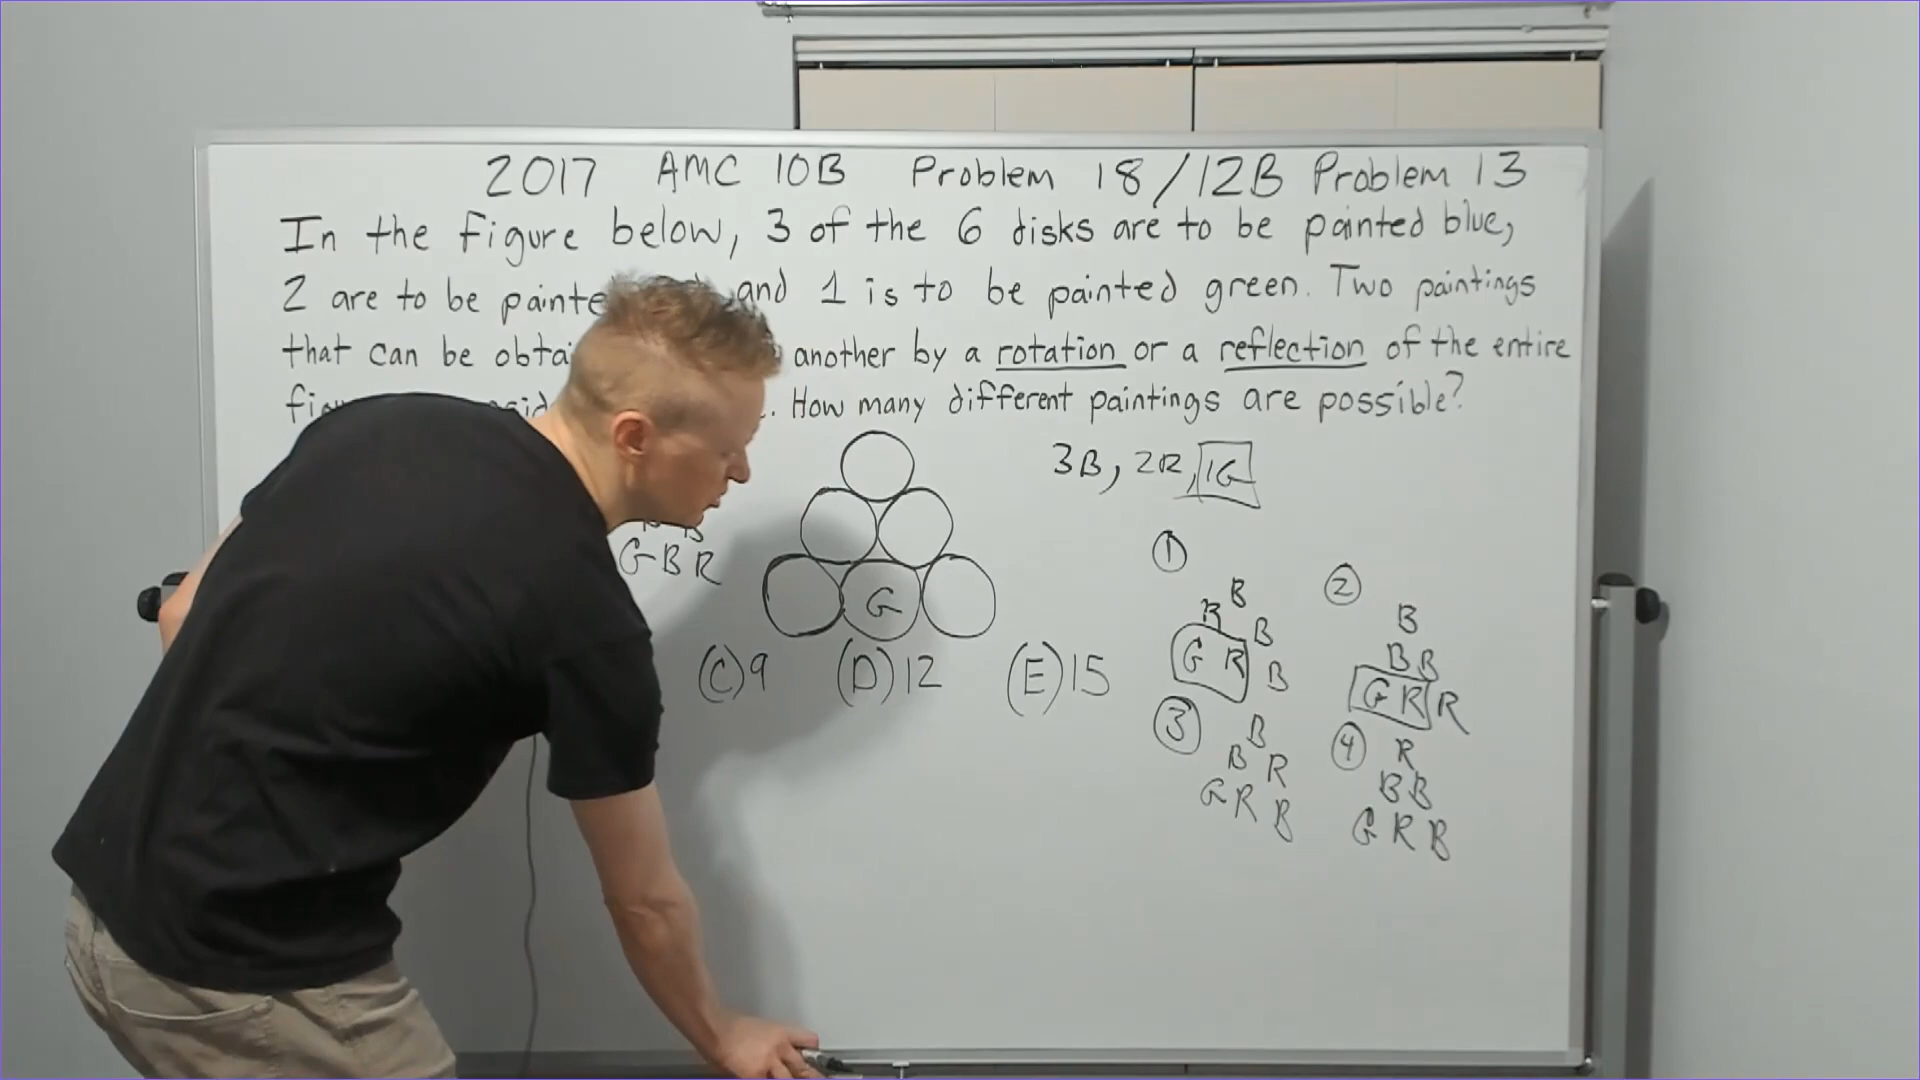 2017 AMC 10B Problem 18/12B Problem 13
In the figure below, 3 of the 6 disks are to be painted blue,
2 are to be painte and 1 is to be painted green. Two paintings
that can be obtai another by a rotation or a reflection of the entire
How many different paintings are possible?
3B, 2R, 1G
B
G B R
G
(C) 9 (D) 12 (E) 15
①
B
B B
G R B
②
B
B B
G R R
③
B
B R
G R B
④
R
B B
G R B